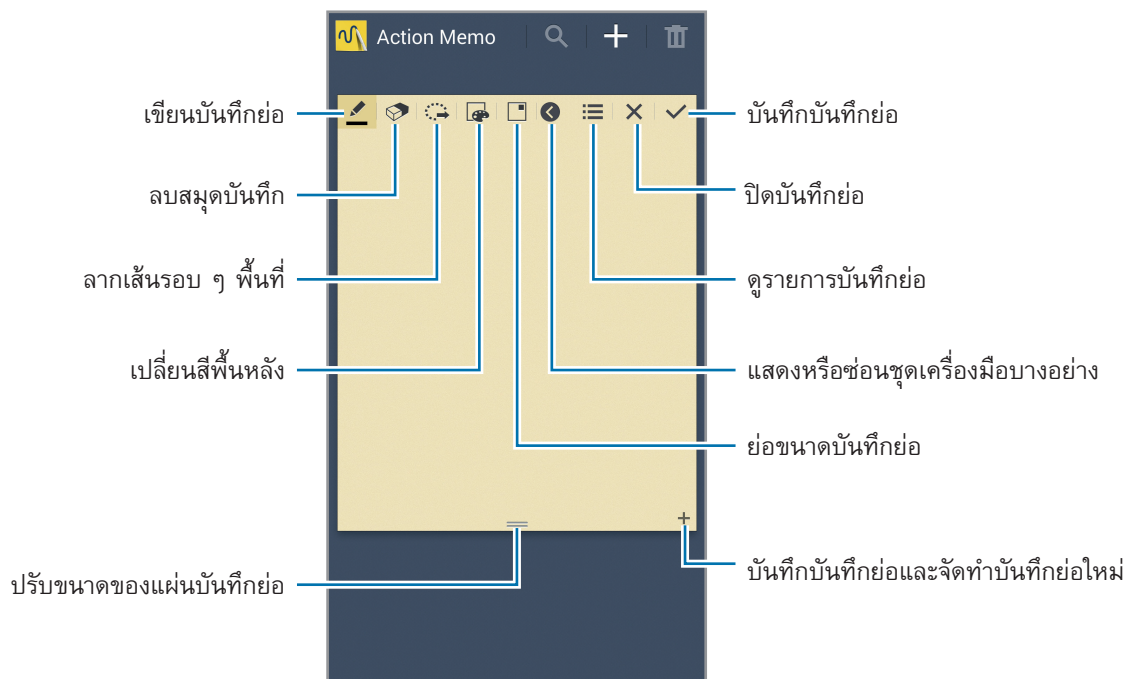 Action Memo
เขียนบันทึกย่อ
บันทึกบันทึกย่อ
ลบสมุดบันทึก
ปิดบันทึกย่อ
ลากเส้นรอบ ๆ พื้นที่
ดูรายการบันทึกย่อ
เปลี่ยนสีพื้นหลัง
แสดงหรือซ่อนชุดเครื่องมือบางอย่าง
ย่อขนาดบันทึกย่อ
ปรับขนาดของแผ่นบันทึกย่อ
บันทึกบันทึกย่อและจัดทำบันทึกย่อใหม่